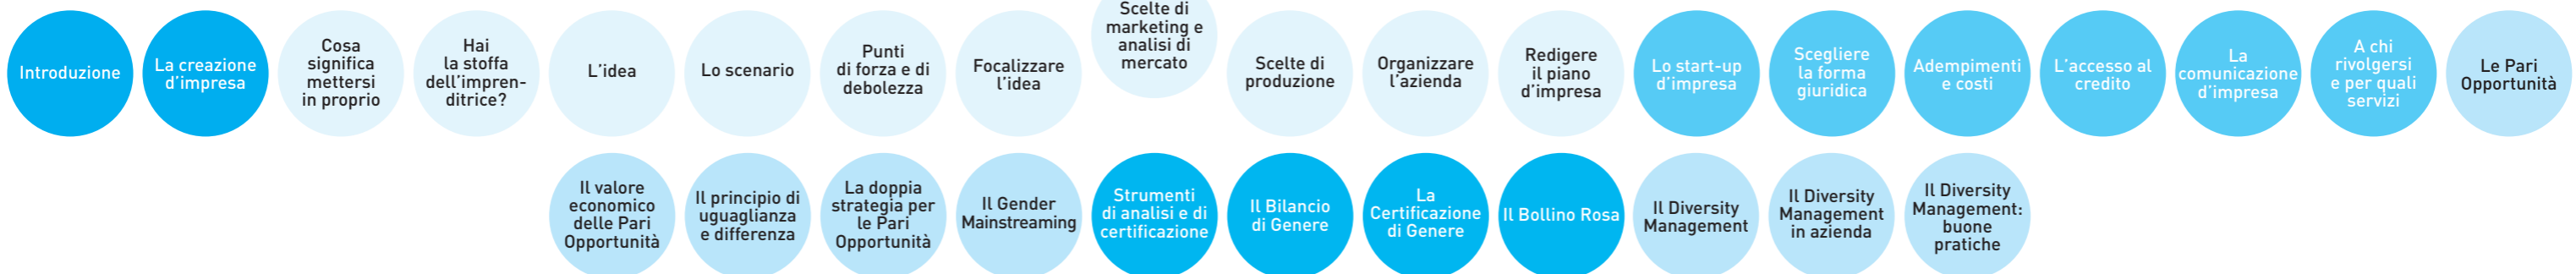 Introduzione
La creazione
d'impresa
Cosa
significa
mettersi
in proprio
Hai
la stoffa
dell'impren-
ditrice?
L'idea
Lo scenario
Punti
di forza e di
debolezza
Focalizzare
l'idea
Scelte di
marketing e
analisi di
mercato
Scelte di
produzione
Organizzare
l'azienda
Redigere
il piano
d'impresa
Lo start-up
d'impresa
Scegliere
la forma
giuridica
Adempimenti
e costi
L'accesso al
credito
La
comunicazione
d'impresa
A chi
rivolgersi
e per quali
servizi
Le Pari
Opportunità
Il valore
economico
delle Pari
Opportunità
Il principio di
uguaglianza
e differenza
La doppia
strategia per
le Pari
Opportunità
Il Gender
Mainstreaming
Strumenti
di analisi e di
certificazione
Il Bilancio
di Genere
La
Certificazione
di Genere
Il Bollino Rosa
Il Diversity
Management
Il Diversity
Management
in azienda
Il Diversity
Management:
buone
pratiche